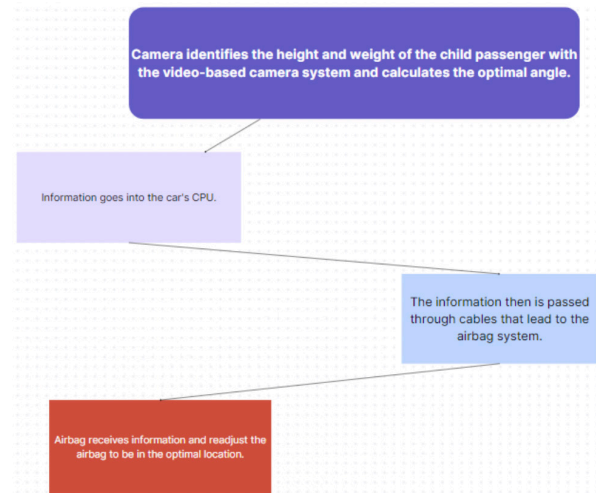 Camera identifies the height and weight of the child passenger with
the video-based camera system and calculates the optimal angle.
Information goes into the car's CPU.
The information then is passed
through cables that lead to the
airbag system.
Airbag receives information and readjust the
airbag to be in the optimal location.